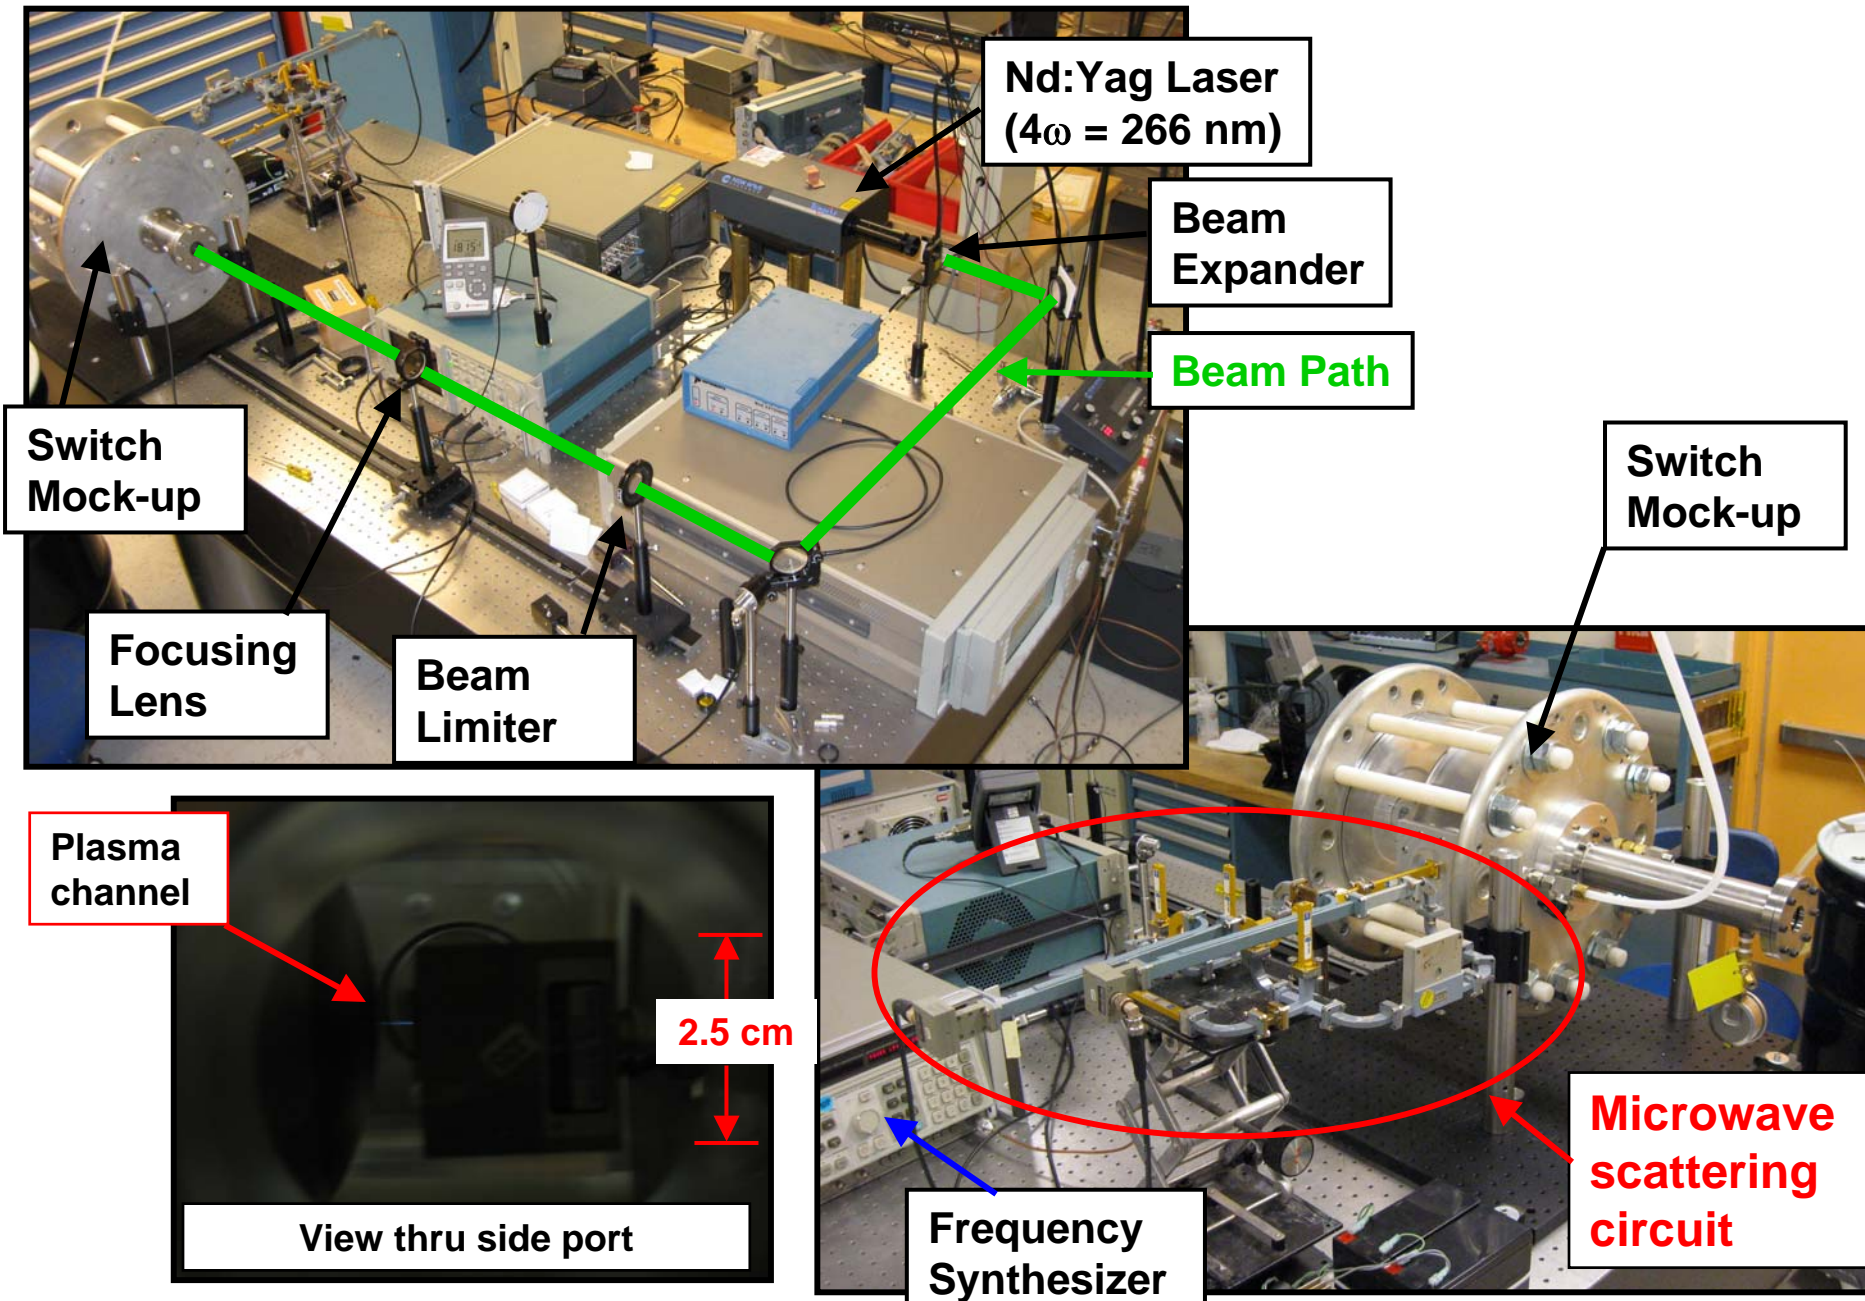 Nd:Yag Laser
(4ω = 266 nm)
Beam
Expander
Beam Path
Switch
Mock-up
Switch
Mock-up
Focusing
Lens
Beam
Limiter
Plasma
channel
2.5 cm
View thru side port
Frequency
Synthesizer
Microwave
scattering
circuit